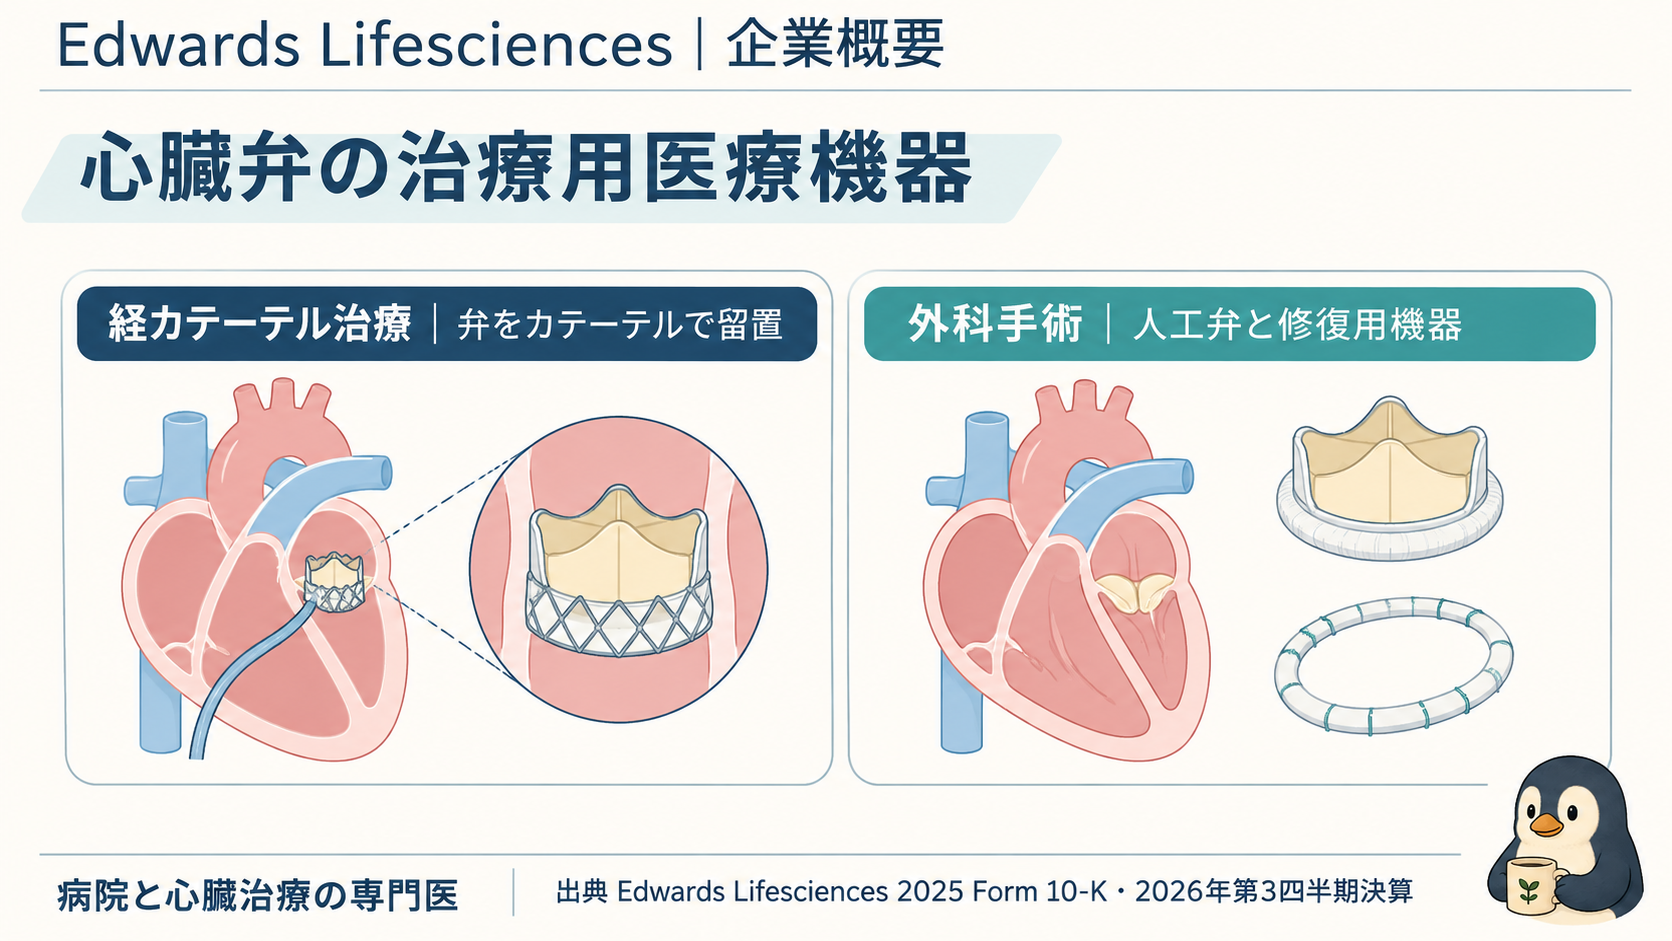 Edwards Lifesciences｜企業概要
心臓弁の治療用医療機器
経カテーテル治療｜弁をカテーテルで留置
外科手術｜人工弁と修復用機器
病院と心臓治療の専門医
出典 Edwards Lifesciences 2025 Form 10-K・2026年第3四半期決算